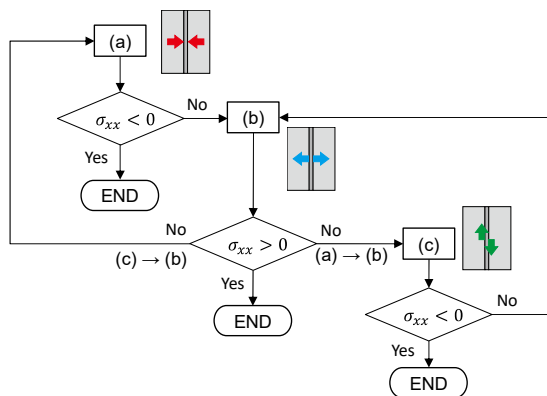 (a)
σxx < 0
No
(b)
Yes
END
No
(c) → (b)
σxx > 0
No
(a) → (b)
(c)
Yes
END
σxx < 0
No
Yes
END